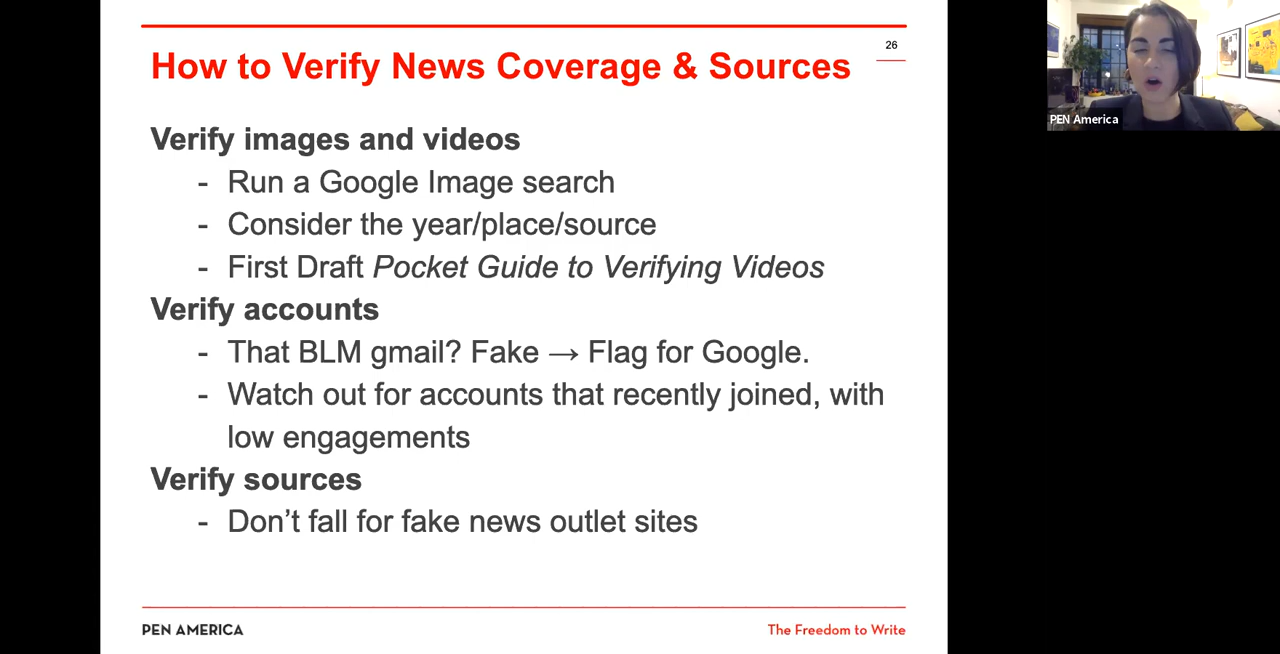 How to Verify News Coverage & Sources
26
Verify images and videos
- Run a Google Image search
- Consider the year/place/source
- First Draft Pocket Guide to Verifying Videos
Verify accounts
- That BLM gmail? Fake → Flag for Google.
- Watch out for accounts that recently joined, with
low engagements
Verify sources
- Don’t fall for fake news outlet sites
PEN AMERICA
The Freedom to Write
PEN America